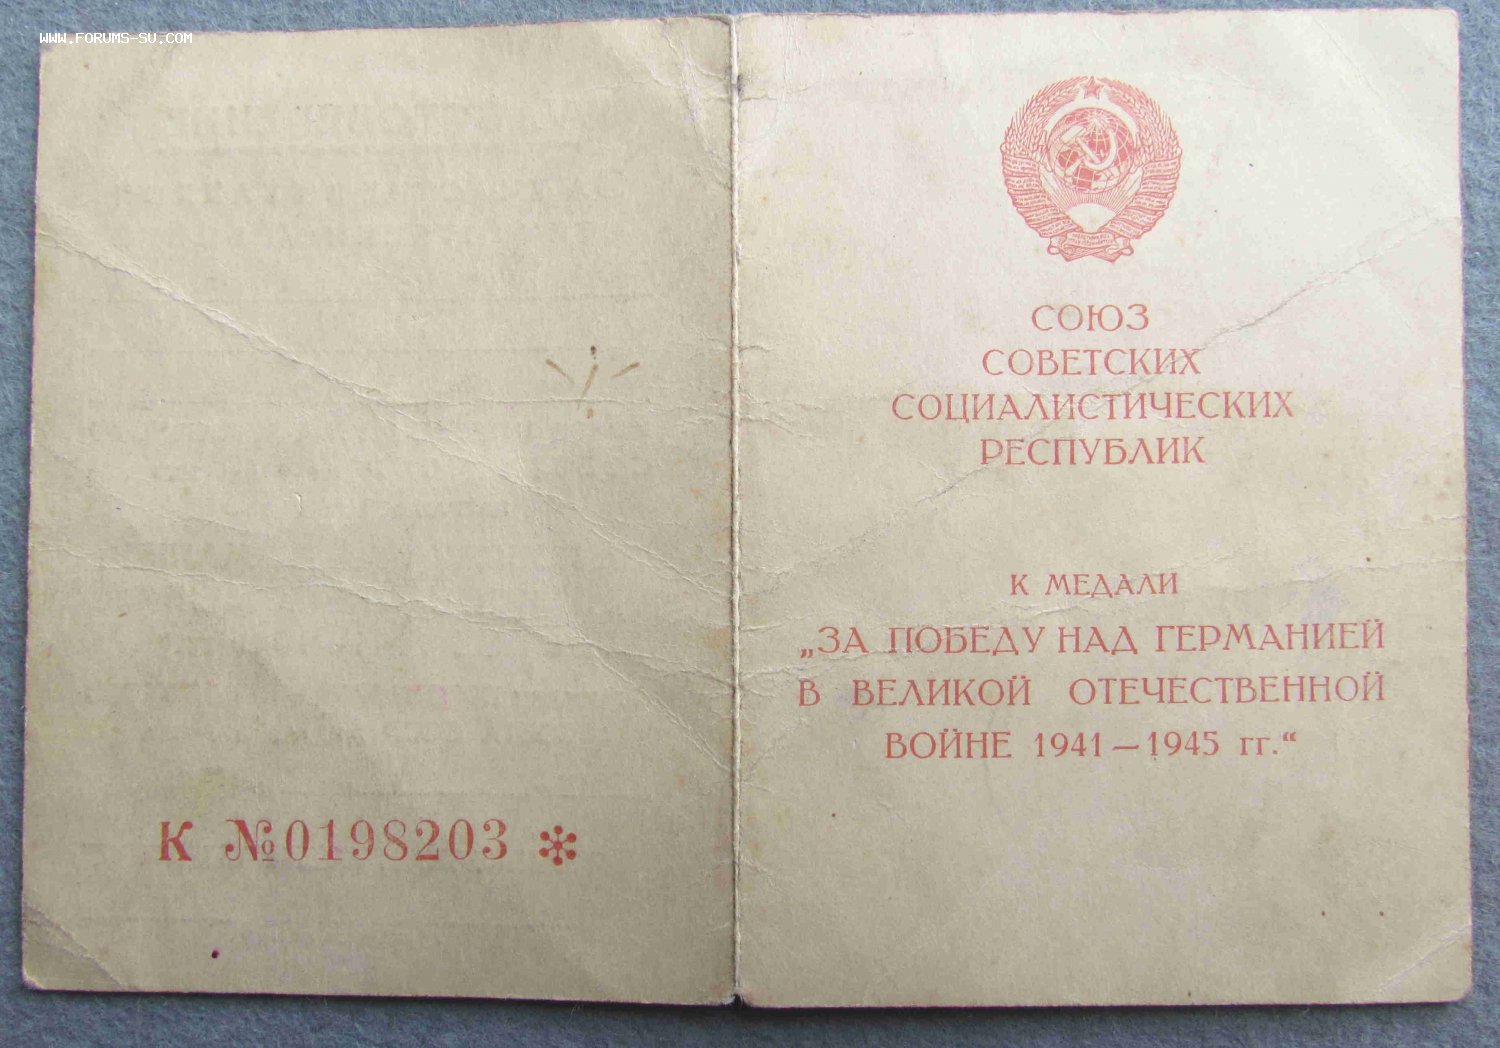 WWW.FORUMS-SU.COM
СОЮЗ
СОВЕТСКИХ
СОЦИАЛИСТИЧЕСКИХ
РЕСПУБЛИК
К МЕДАЛИ
„ЗА ПОБЕДУ НАД ГЕРМАНИЕЙ
В ВЕЛИКОЙ ОТЕЧЕСТВЕННОЙ
ВОЙНЕ 1941—1945 гг.“
К №0198203 *